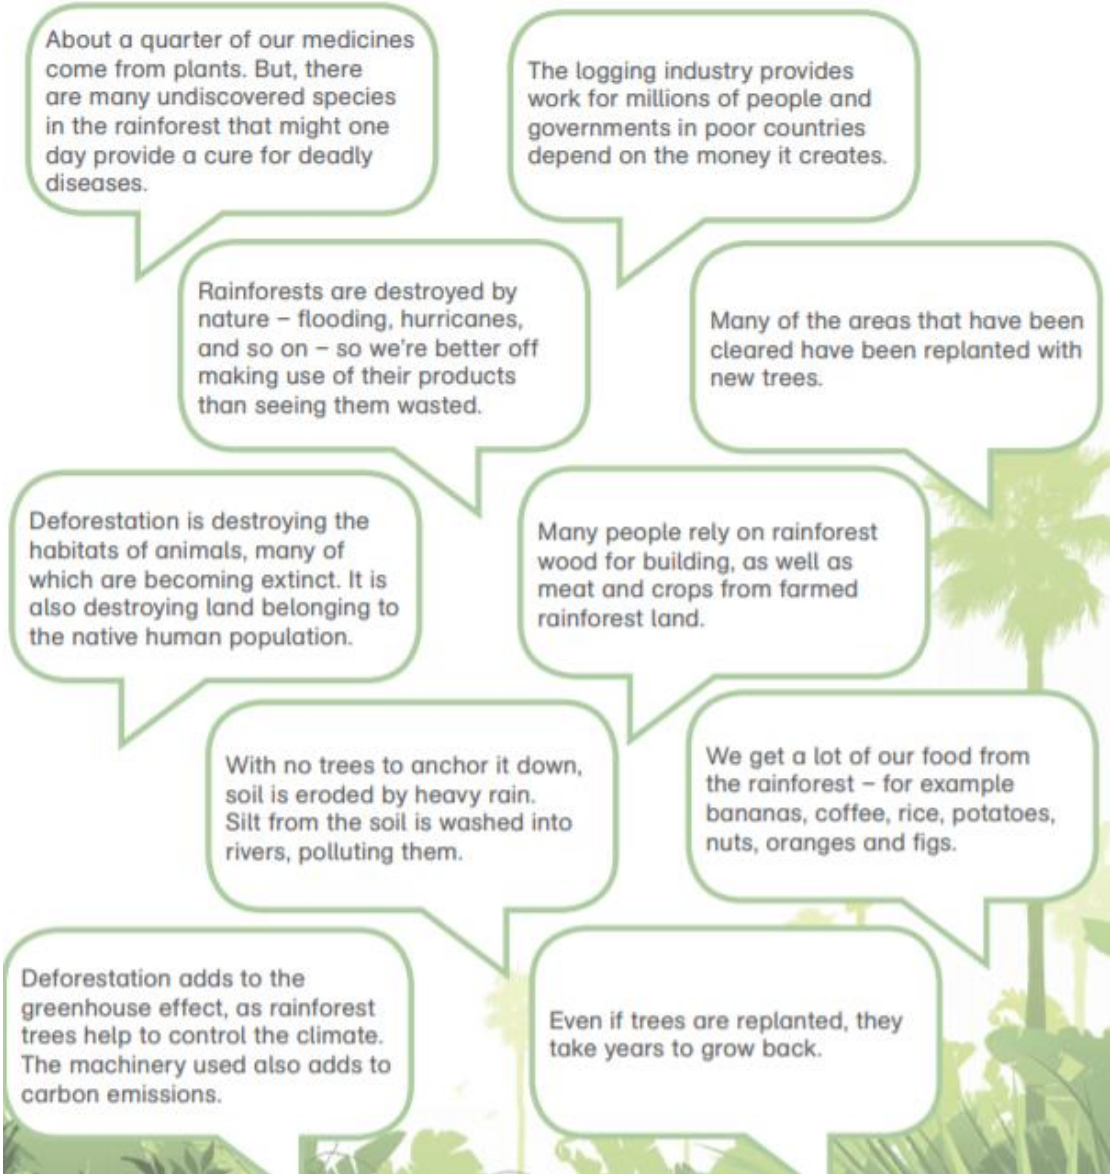 About a quarter of our medicines
come from plants. But, there
are many undiscovered species
in the rainforest that might one
day provide a cure for deadly
diseases.
The logging industry provides
work for millions of people and
governments in poor countries
depend on the money it creates.
Rainforests are destroyed by
nature – flooding, hurricanes,
and so on – so we're better off
making use of their products
than seeing them wasted.
Many of the areas that have been
cleared have been replanted with
new trees.
Deforestation is destroying the
habitats of animals, many of
which are becoming extinct. It is
also destroying land belonging to
the native human population.
Many people rely on rainforest
wood for building, as well as
meat and crops from farmed
rainforest land.
With no trees to anchor it down,
soil is eroded by heavy rain.
Silt from the soil is washed into
rivers, polluting them.
We get a lot of our food from
the rainforest – for example
bananas, coffee, rice, potatoes,
nuts, oranges and figs.
Deforestation adds to the
greenhouse effect, as rainforest
trees help to control the climate.
The machinery used also adds to
carbon emissions.
Even if trees are replanted, they
take years to grow back.